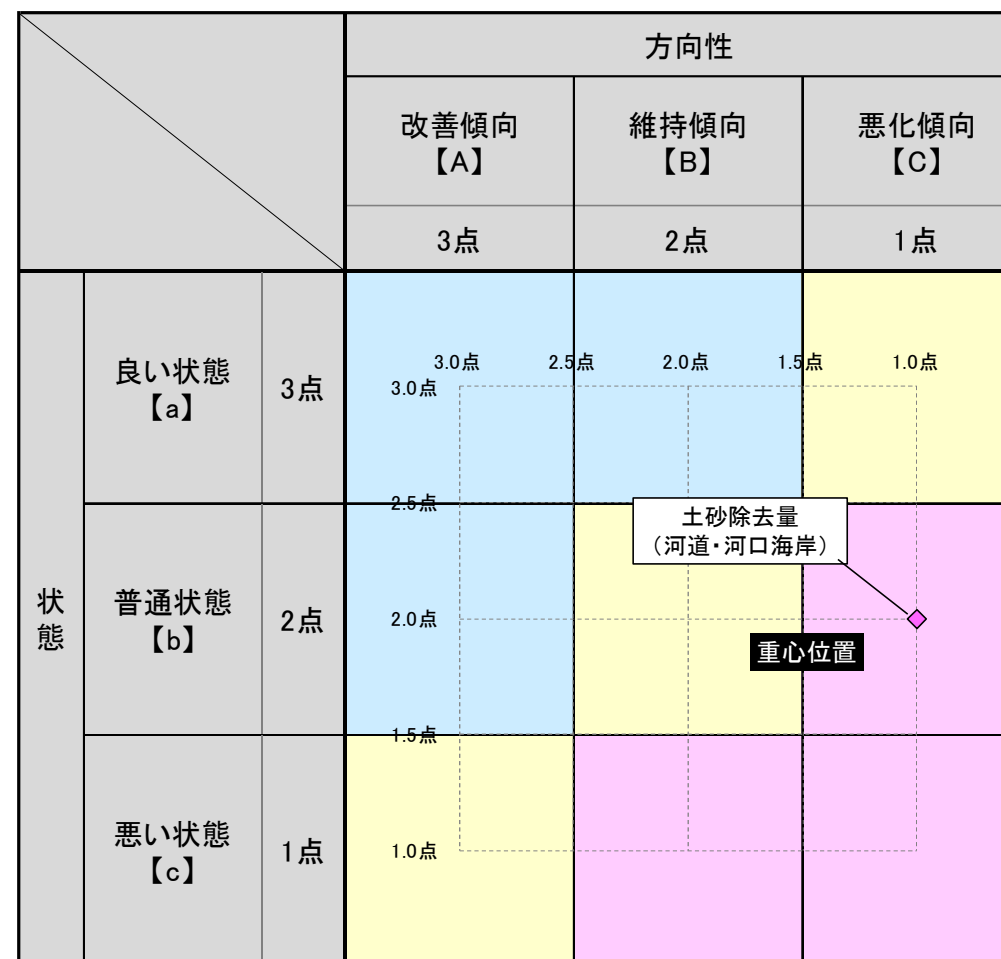 方向性
改善傾向
【A】
維持傾向
【B】
悪化傾向
【C】
3点
2点
1点
状態
良い状態
【a】
3点
普通状態
【b】
2点
悪い状態
【c】
1点
3.0点
2.5点
2.0点
1.5点
1.0点
3.0点
2.5点
2.0点
1.5点
1.0点
土砂除去量
（河道・河口海岸）
重心位置